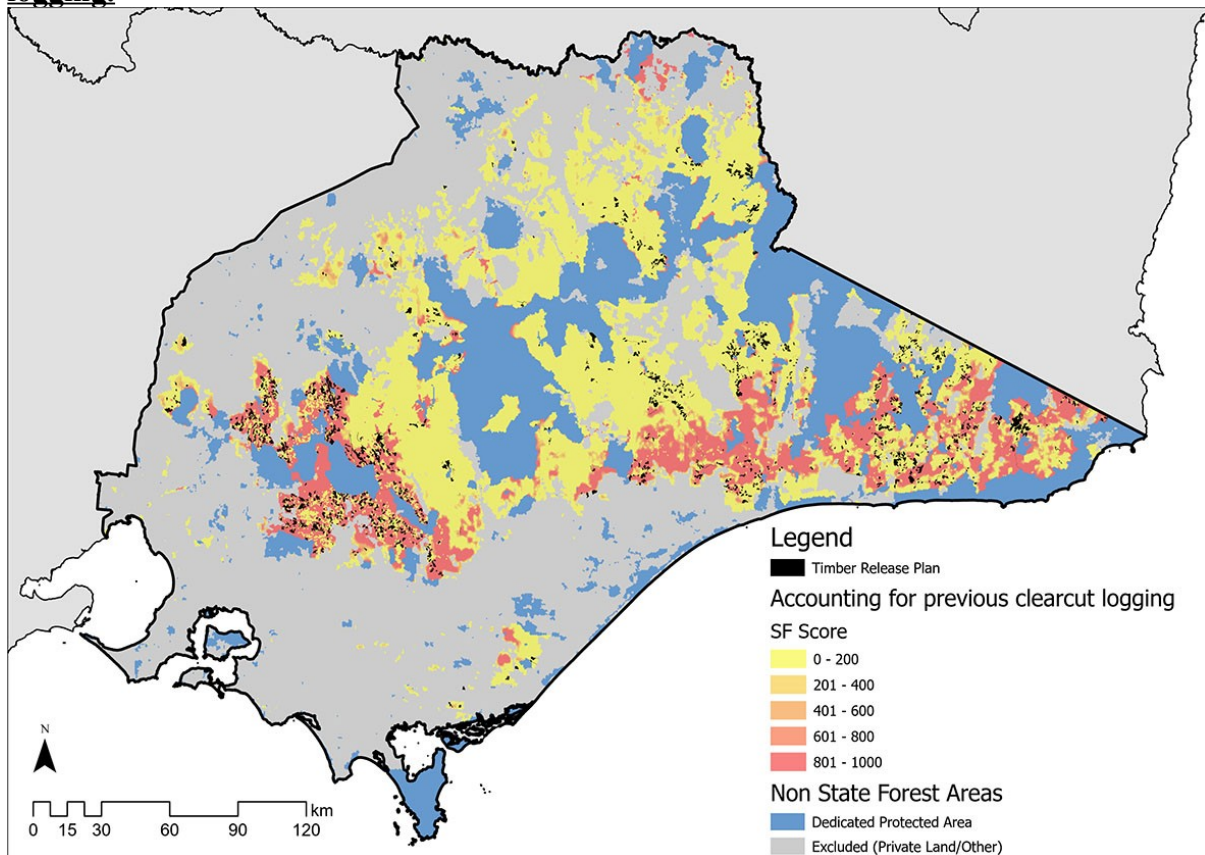 logging.
Legend
Timber Release Plan
Accounting for previous clearcut logging
SF Score
0 - 200
201 - 400
401 - 600
601 - 800
801 - 1000
Non State Forest Areas
Dedicated Protected Area
Excluded (Private Land/Other)
N
km
0 15 30 60 90 120